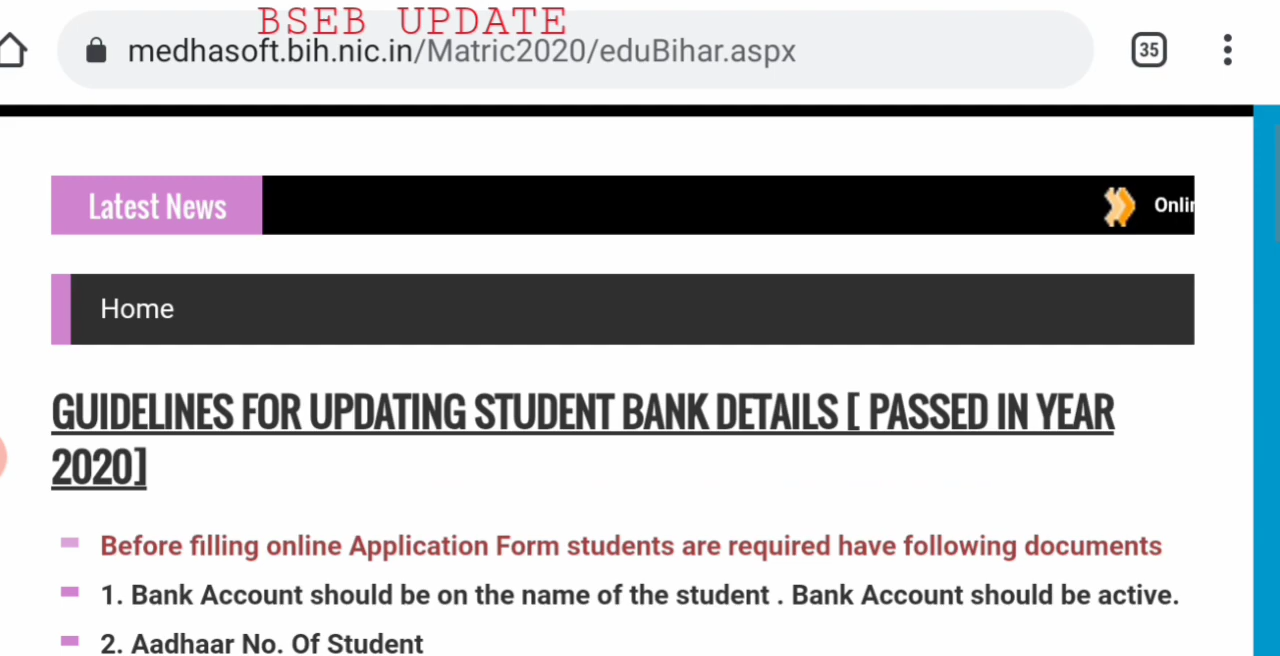 BSEB UPDATE
medhasoft.bih.nic.in/Matric2020/eduBihar.aspx
35
Latest News
Home
GUIDELINES FOR UPDATING STUDENT BANK DETAILS [ PASSED IN YEAR
2020]
Before filling online Application Form students are required have following documents
1. Bank Account should be on the name of the student . Bank Account should be active.
2. Aadhaar No. Of Student